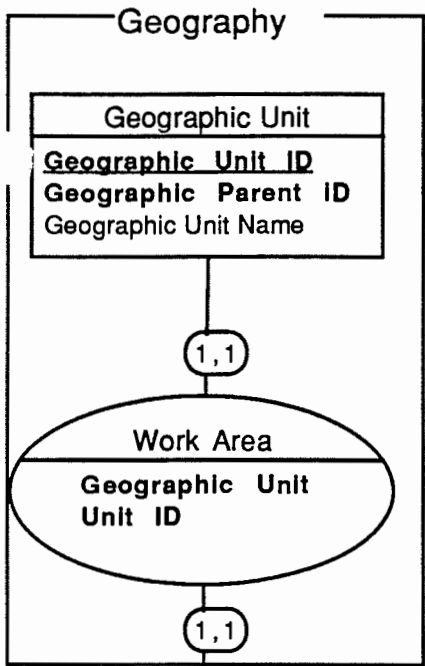 Geography
Geographic Unit
Geographic Unit ID
Geographic Parent ID
Geographic Unit Name
1,1
Work Area
Geographic Unit
Unit ID
1,1